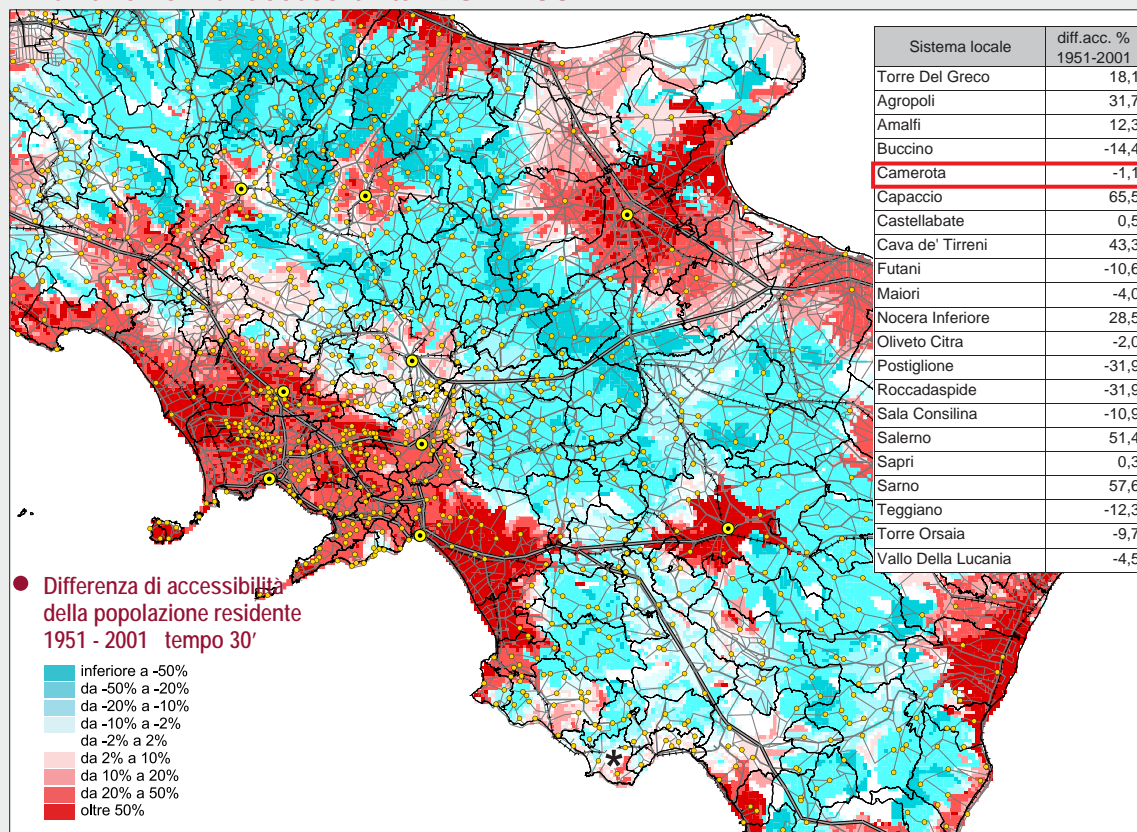 Sistema locale diff.acc. % 1951-2001
Torre Del Greco 18,1
Agropoli 31,7
Amalfi 12,3
Buccino -14,4
Camerota -1,1
Capaccio 65,5
Castellabate 0,5
Cava de' Tirreni 43,3
Futani -10,6
Maiori -4,0
Nocera Inferiore 28,5
Oliveto Citra -2,0
Postiglione -31,9
Roccadaspide -31,9
Sala Consilina -10,9
Salerno 51,4
Sapri 0,3
Sarno 57,6
Teggiano -12,3
Torre Orsaia -9,7
Vallo Della Lucania -4,5
Differenza di accessibilità
della popolazione residente
1951 - 2001 tempo 30'
inferiore a -50%
da -50% a -20%
da -20% a -10%
da -10% a -2%
da -2% a 2%
da 2% a 10%
da 10% a 20%
da 20% a 50%
oltre 50%
*